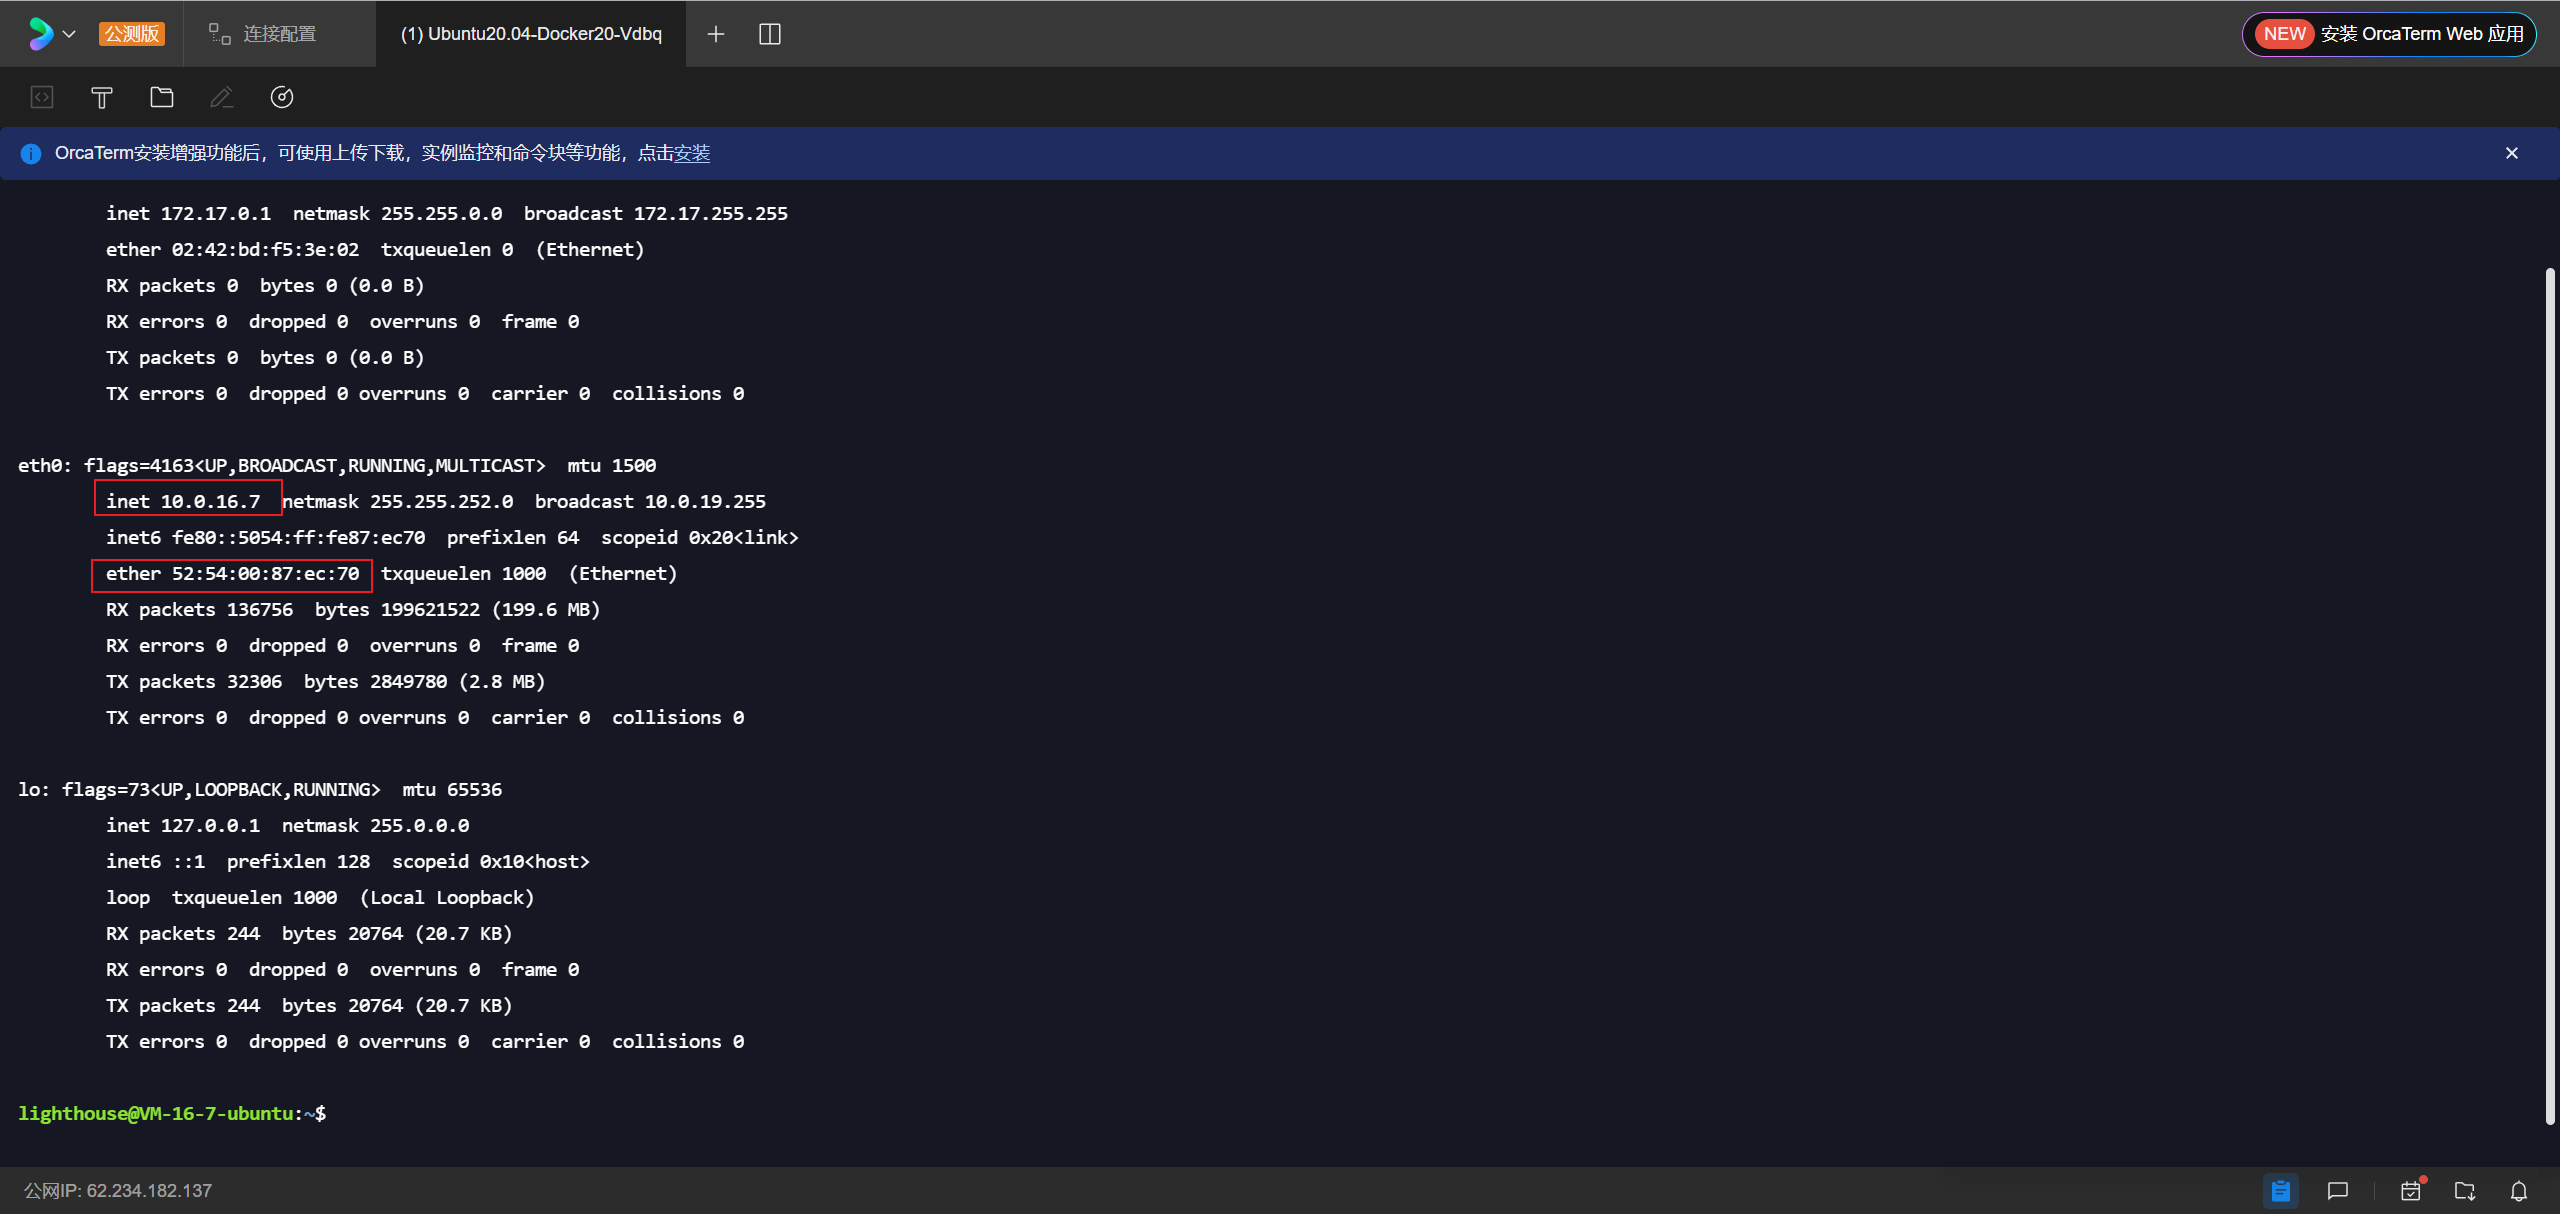 公测版 连接配置 (1) Ubuntu20.04-Docker20-Vdbq NEW 安装 OrcaTerm Web 应用
OrcaTerm安装增强功能后，可使用上传下载，实例监控和命令块等功能，点击安装
inet 172.17.0.1  netmask 255.255.0.0  broadcast 172.17.255.255
ether 02:42:bd:f5:3e:02  txqueuelen 0  (Ethernet)
RX packets 0  bytes 0 (0.0 B)
RX errors 0  dropped 0  overruns 0  frame 0
TX packets 0  bytes 0 (0.0 B)
TX errors 0  dropped 0 overruns 0  carrier 0  collisions 0
eth0: flags=4163<UP,BROADCAST,RUNNING,MULTICAST>  mtu 1500
inet 10.0.16.7  netmask 255.255.252.0  broadcast 10.0.19.255
inet6 fe80::5054:ff:fe87:ec70  prefixlen 64  scopeid 0x20<link>
ether 52:54:00:87:ec:70  txqueuelen 1000  (Ethernet)
RX packets 136756  bytes 199621522 (199.6 MB)
RX errors 0  dropped 0  overruns 0  frame 0
TX packets 32306  bytes 2849780 (2.8 MB)
TX errors 0  dropped 0 overruns 0  carrier 0  collisions 0
lo: flags=73<UP,LOOPBACK,RUNNING>  mtu 65536
inet 127.0.0.1  netmask 255.0.0.0
inet6 ::1  prefixlen 128  scopeid 0x10<host>
loop  txqueuelen 1000  (Local Loopback)
RX packets 244  bytes 20764 (20.7 KB)
RX errors 0  dropped 0  overruns 0  frame 0
TX packets 244  bytes 20764 (20.7 KB)
TX errors 0  dropped 0 overruns 0  carrier 0  collisions 0
lighthouse@VM-16-7-ubuntu:~$
公网IP: 62.234.182.137